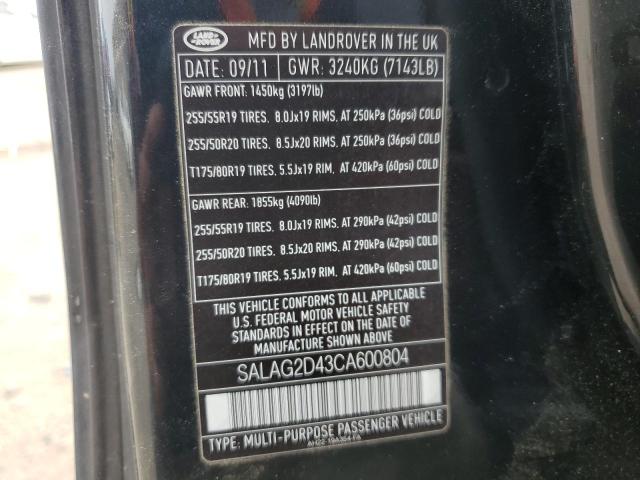 LAND ROVER
MFD BY LANDROVER IN THE UK
DATE: 09/11 GWR: 3240KG (7143LB)
GAWR FRONT: 1450kg (3197lb)
255/55R19 TIRES, 8.0Jx19 RIMS, AT 250kPa (36psi) COLD
255/50R20 TIRES, 8.5Jx20 RIMS, AT 250kPa (36psi) COLD
T175/80R19 TIRES, 5.5Jx19 RIM, AT 420kPa (60psi) COLD
GAWR REAR: 1855kg (4090lb)
255/55R19 TIRES, 8.0Jx19 RIMS, AT 290kPa (42psi) COLD
255/50R20 TIRES, 8.5Jx20 RIMS, AT 290kPa (42psi) COLD
T175/80R19 TIRES, 5.5Jx19 RIM, AT 420kPa (60psi) COLD
THIS VEHICLE CONFORMS TO ALL APPLICABLE
U.S. FEDERAL MOTOR VEHICLE SAFETY
STANDARDS IN EFFECT ON THE DATE OF
MANUFACTURE SHOWN ABOVE
SALAG2D43CA600804
TYPE: MULTI-PURPOSE PASSENGER VEHICLE
AH22-19A364-FA